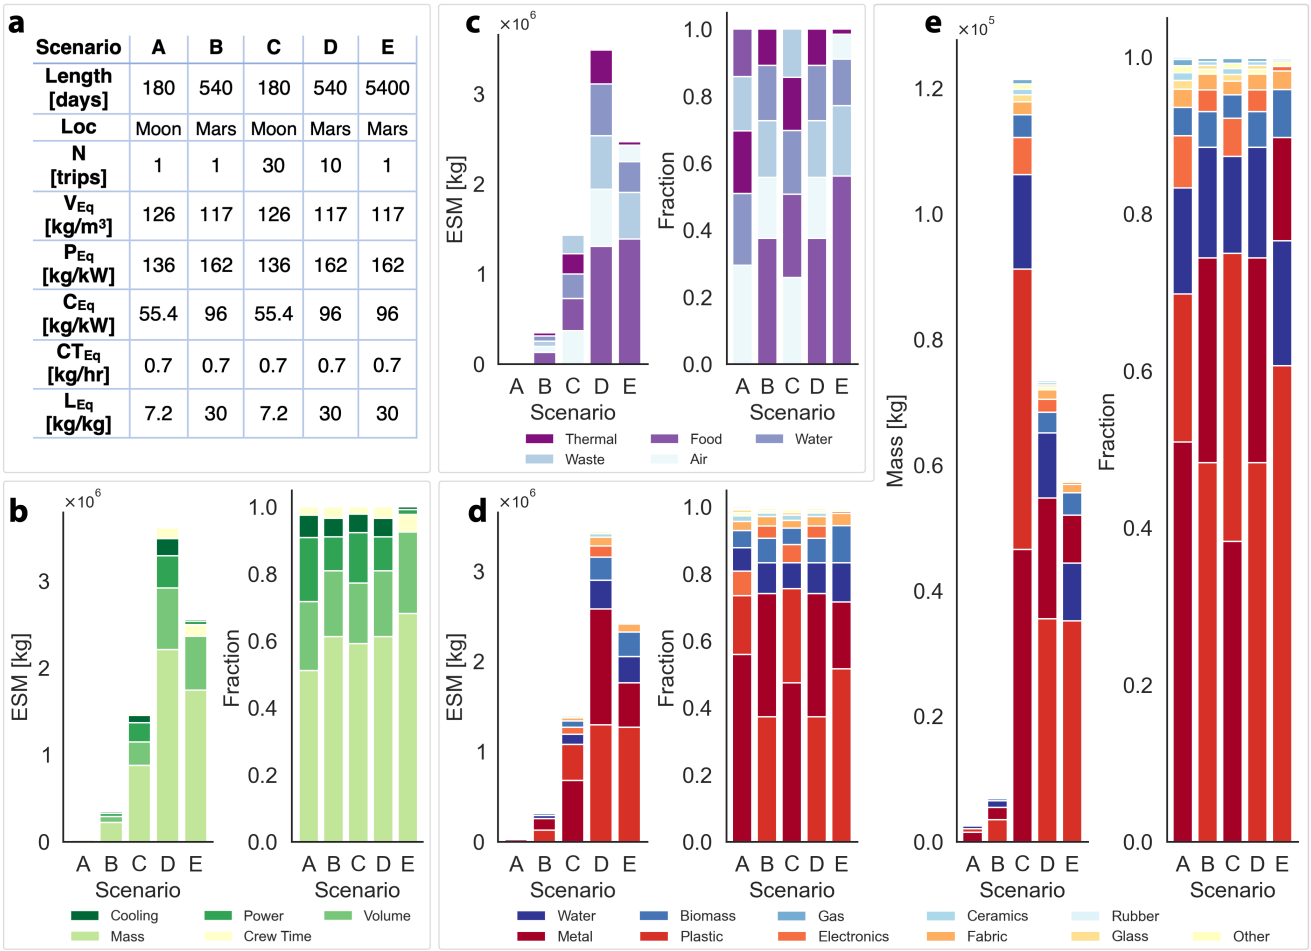 a
Scenario A B C D E
Length [days] 180 540 180 540 5400
Loc Moon Mars Moon Mars Mars
N [trips] 1 1 30 10 1
VEq [kg/m³] 126 117 126 117 117
PEq [kg/kW] 136 162 136 162 162
CEq [kg/kW] 55.4 96 55.4 96 96
CTEq [kg/hr] 0.7 0.7 0.7 0.7 0.7
LEq [kg/kg] 7.2 30 7.2 30 30
b
×10⁶
3
2
1
0
ESM [kg]
A B C D E
Scenario
1.0
0.8
0.6
0.4
0.2
0.0
Fraction
A B C D E
Scenario
Cooling Power Volume
Mass Crew Time
c
×10⁶
3
2
1
0
ESM [kg]
A B C D E
Scenario
1.0
0.8
0.6
0.4
0.2
0.0
Fraction
A B C D E
Scenario
Thermal Food Water
Waste Air
d
×10⁶
3
2
1
0
ESM [kg]
A B C D E
Scenario
1.0
0.8
0.6
0.4
0.2
0.0
Fraction
A B C D E
Scenario
e
×10⁵
1.2
1.0
0.8
0.6
0.4
0.2
0.0
Mass [kg]
A B C D E
Scenario
1.0
0.8
0.6
0.4
0.2
0.0
Fraction
A B C D E
Scenario
Water Biomass Gas Ceramics Rubber
Metal Plastic Electronics Fabric Glass Other